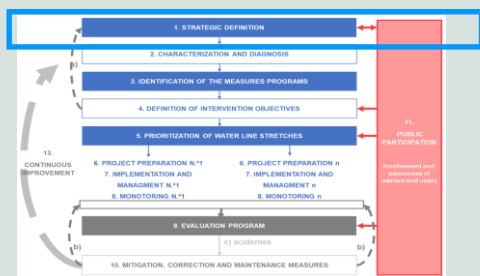 1. STRATEGIC DEFINITION
2. CHARACTERIZATION AND DIAGNOSIS
a)
3. IDENTIFICATION OF THE MEASURES PROGRAMS
4. DEFINITION OF INTERVENTION OBJECTIVES
5. PRIORITIZATION OF WATER LINE STRETCHES
6. PROJECT PREPARATION N.º1
7. IMPLEMENTATION AND
MANAGMENT N.º1
8. MONOTORING N.º1
6. PROJECT PREPARATION n
7. IMPLEMENTATION AND
MANAGMENT n
8. MONOTORING n
9. EVALUATION PROGRAM
b)
c) acidentes
b)
10. MITIGATION, CORRECTION AND MAINTENANCE MEASURES
11.
PUBLIC
PARTICIPATION
Involvement and
awareness of
owners and users
13.
CONTINUOUS
IMPROVEMENT